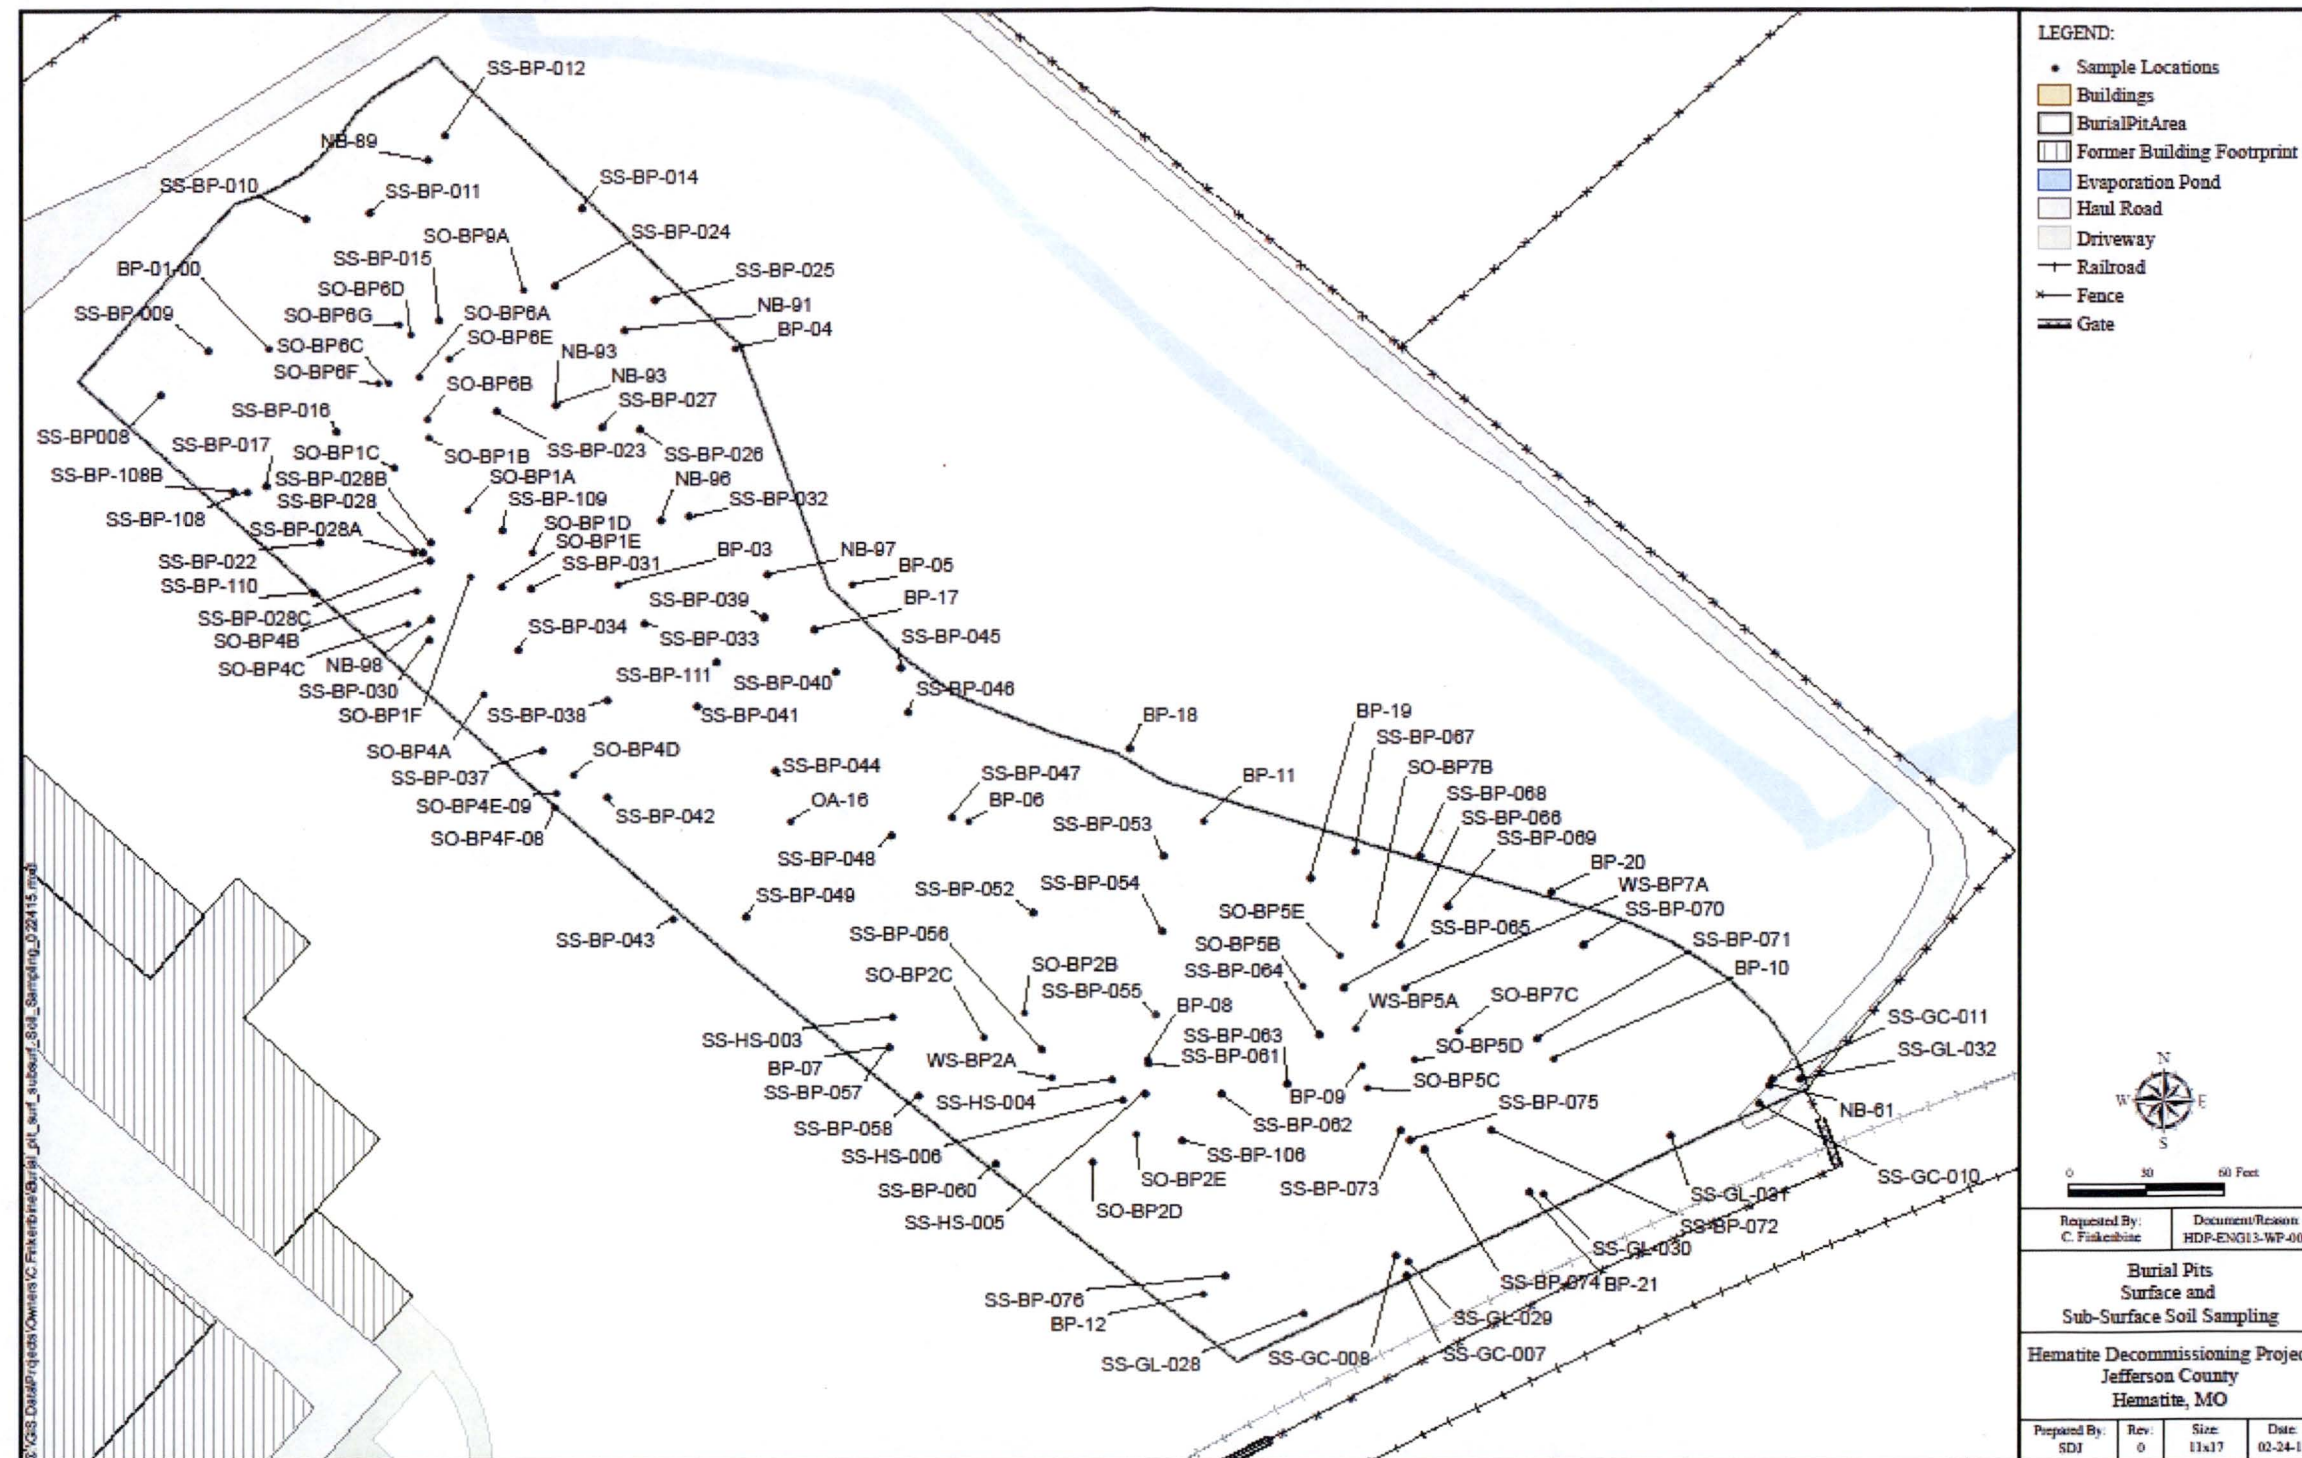 SS-BP-012
NB-89
SS-BP-010
SS-BP-011
SS-BP-014
SO-BP9A
SS-BP-024
SS-BP-015
BP-01-00
SS-BP-025
SO-BP6D
SO-BP6G
SO-BP6A
NB-91
SS-BP-009
BP-04
SO-BP6C
SO-BP6E
NB-93
SO-BP6F
SO-BP6B
NB-93
SS-BP-027
SS-BP-016
SS-BP008
SS-BP-017
SO-BP1C
SO-BP1B
SS-BP-023
SS-BP-026
SS-BP-108B
SS-BP-028B
SO-BP1A
NB-96
SS-BP-028
SS-BP-109
SS-BP-032
SS-BP-108
SS-BP-028A
SO-BP1D
SO-BP1E
BP-03
NB-97
SS-BP-022
SS-BP-031
BP-05
SS-BP-110
SS-BP-039
BP-17
SS-BP-028C
SS-BP-034
SS-BP-033
SS-BP-045
SO-BP4B
SO-BP4C
NB-98
SS-BP-111
SS-BP-040
SS-BP-030
SS-BP-046
SO-BP1F
SS-BP-038
SS-BP-041
BP-18
BP-19
SS-BP-067
SO-BP4A
SO-BP4D
SS-BP-037
SS-BP-044
SS-BP-047
BP-11
SO-BP7B
SO-BP4E-09
OA-16
BP-06
SS-BP-068
SS-BP-042
SS-BP-053
SS-BP-066
SO-BP4F-08
SS-BP-069
SS-BP-048
BP-20
SS-BP-052
SS-BP-054
WS-BP7A
SS-BP-049
SO-BP5E
SS-BP-070
SS-BP-043
SS-BP-056
SS-BP-065
SO-BP5B
SS-BP-071
SO-BP2C
SO-BP2B
SS-BP-064
BP-10
SS-BP-055
BP-08
WS-BP5A
SO-BP7C
SS-GC-011
SS-HS-003
SS-BP-063
SO-BP5D
SS-GL-032
BP-07
WS-BP2A
SS-BP-061
SS-BP-057
SS-HS-004
BP-09
SO-BP5C
NB-61
SS-BP-058
SS-BP-062
SS-BP-075
SS-HS-006
SS-BP-106
SO-BP2E
SS-BP-073
SS-BP-060
SS-GC-010
SS-GL-031
SS-HS-005
SO-BP2D
SS-BP-072
SS-GL-030
SS-BP-074
BP-21
SS-BP-076
BP-12
SS-GL-029
SS-GL-028
SS-GC-008
SS-GC-007
LEGEND:
Sample Locations
Buildings
BurialPitArea
Former Building Footrprint
Evaporation Pond
Haul Road
Driveway
Railroad
Fence
Gate
N
W E
S
0 30 60 Feet
Requested By:
C. Finkenbine
Document/Reason
HDP-ENG13-WP-00
Burial Pits
Surface and
Sub-Surface Soil Sampling
Hematite Decommissioning Projec
Jefferson County
Hematite, MO
Prepared By:
SDJ
Rev:
0
Size:
11x17
Date:
02-24-1